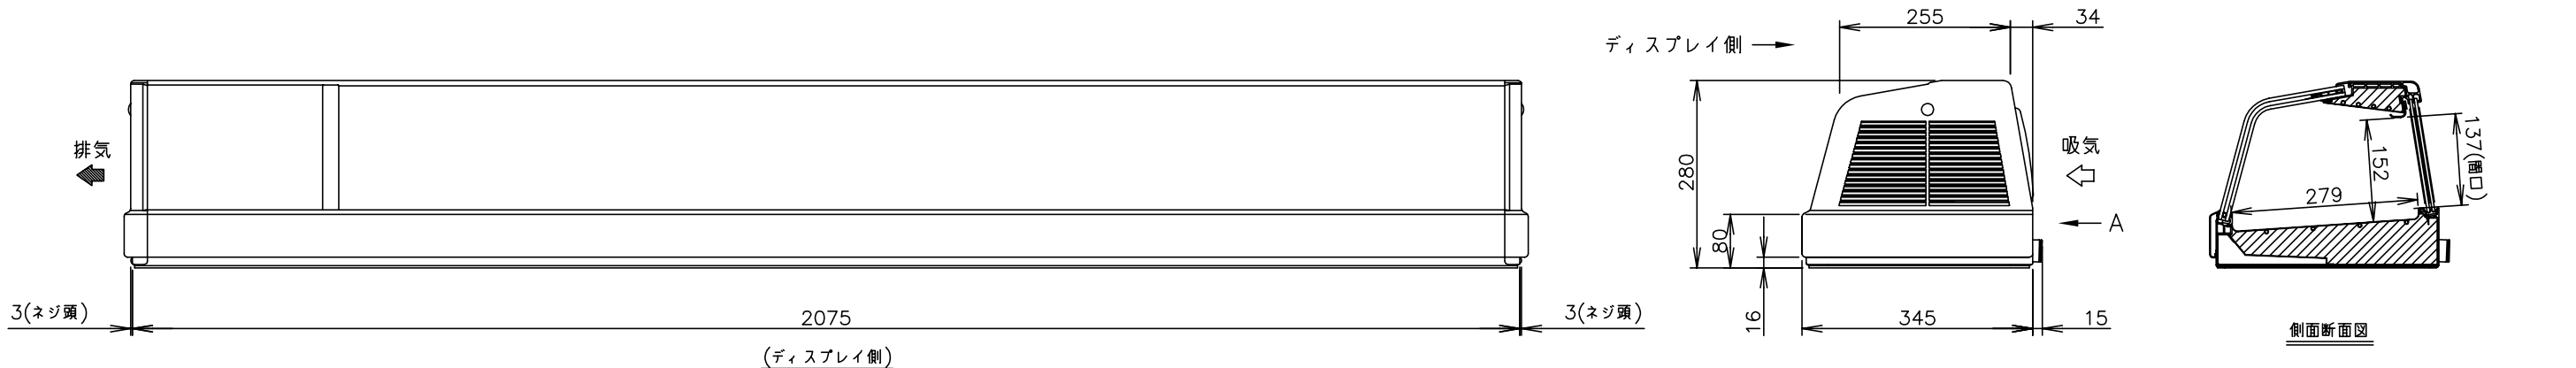 排気
3(ネジ頭)
2075
3(ネジ頭)
(ディスプレイ側)
ディスプレイ側
255
34
280
80
16
345
15
吸気
A
279
152
137(間口)
側面断面図